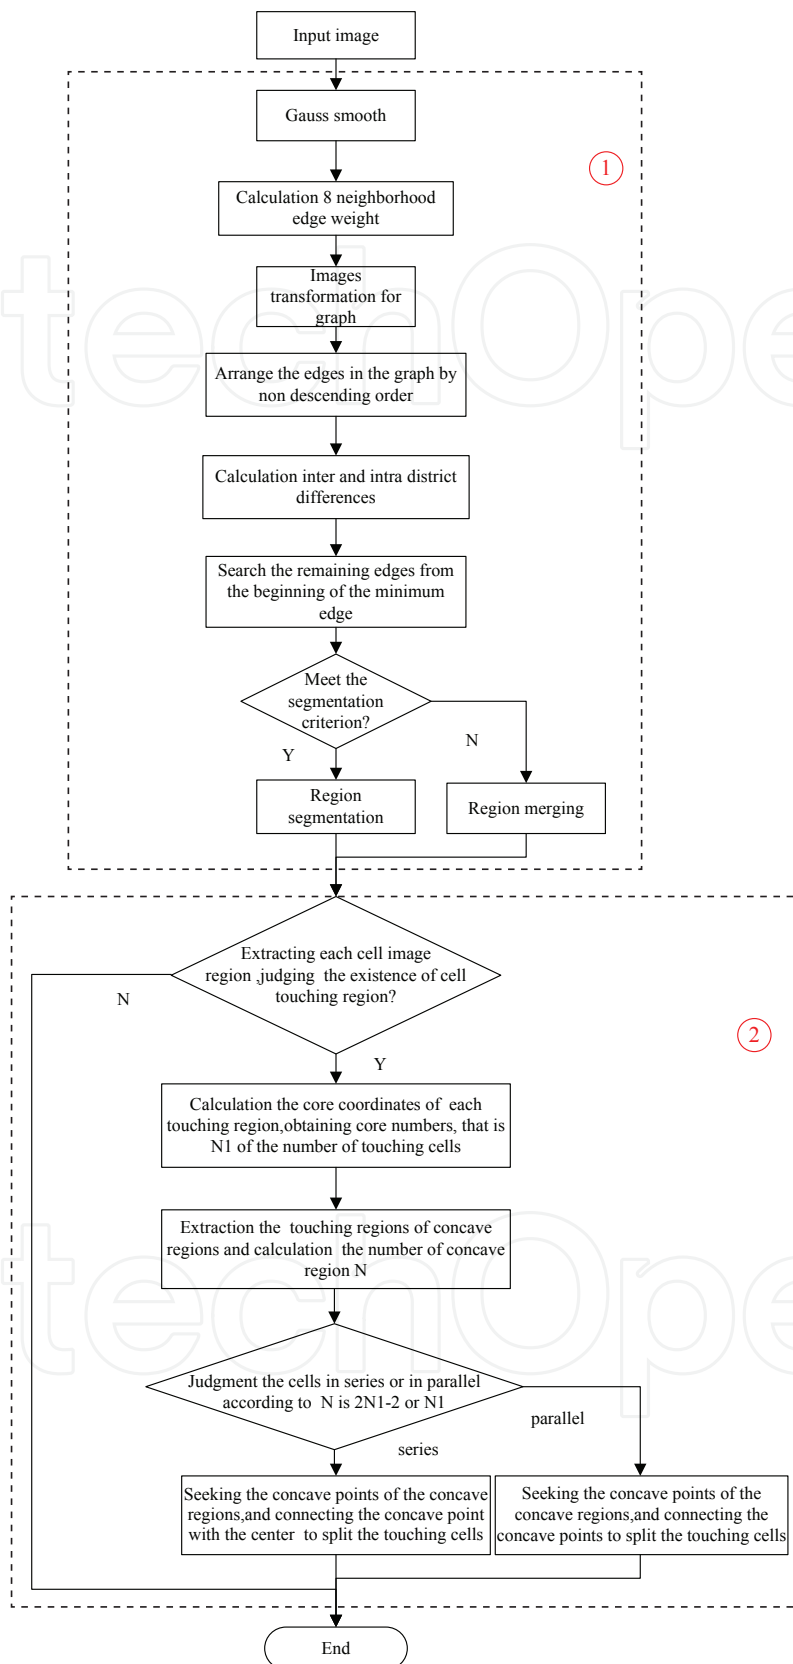 Input image
Gauss smooth
1
Calculation 8 neighborhood
edge weight
Images
transformation for
graph
Arrange the edges in the graph by
non descending order
Calculation inter and intra district
differences
Search the remaining edges from
the beginning of the minimum
edge
Meet the
segmentation
criterion?
Y
N
Region
segmentation
Region merging
Extracting each cell image
region ,judging the existence of cell
touching region?
N
2
Y
Calculation the core coordinates of each
touching region,obtaining core numbers, that is
N1 of the number of touching cells
Extraction the touching regions of concave
regions and calculation the number of concave
region N
Judgment the cells in series or in parallel
according to N is 2N1-2 or N1
parallel
series
Seeking the concave points of the concave
regions,and connecting the concave point
with the center to split the touching cells
Seeking the concave points of the
concave regions,and connecting the
concave points to split the touching cells
End
techOpe
techOpe